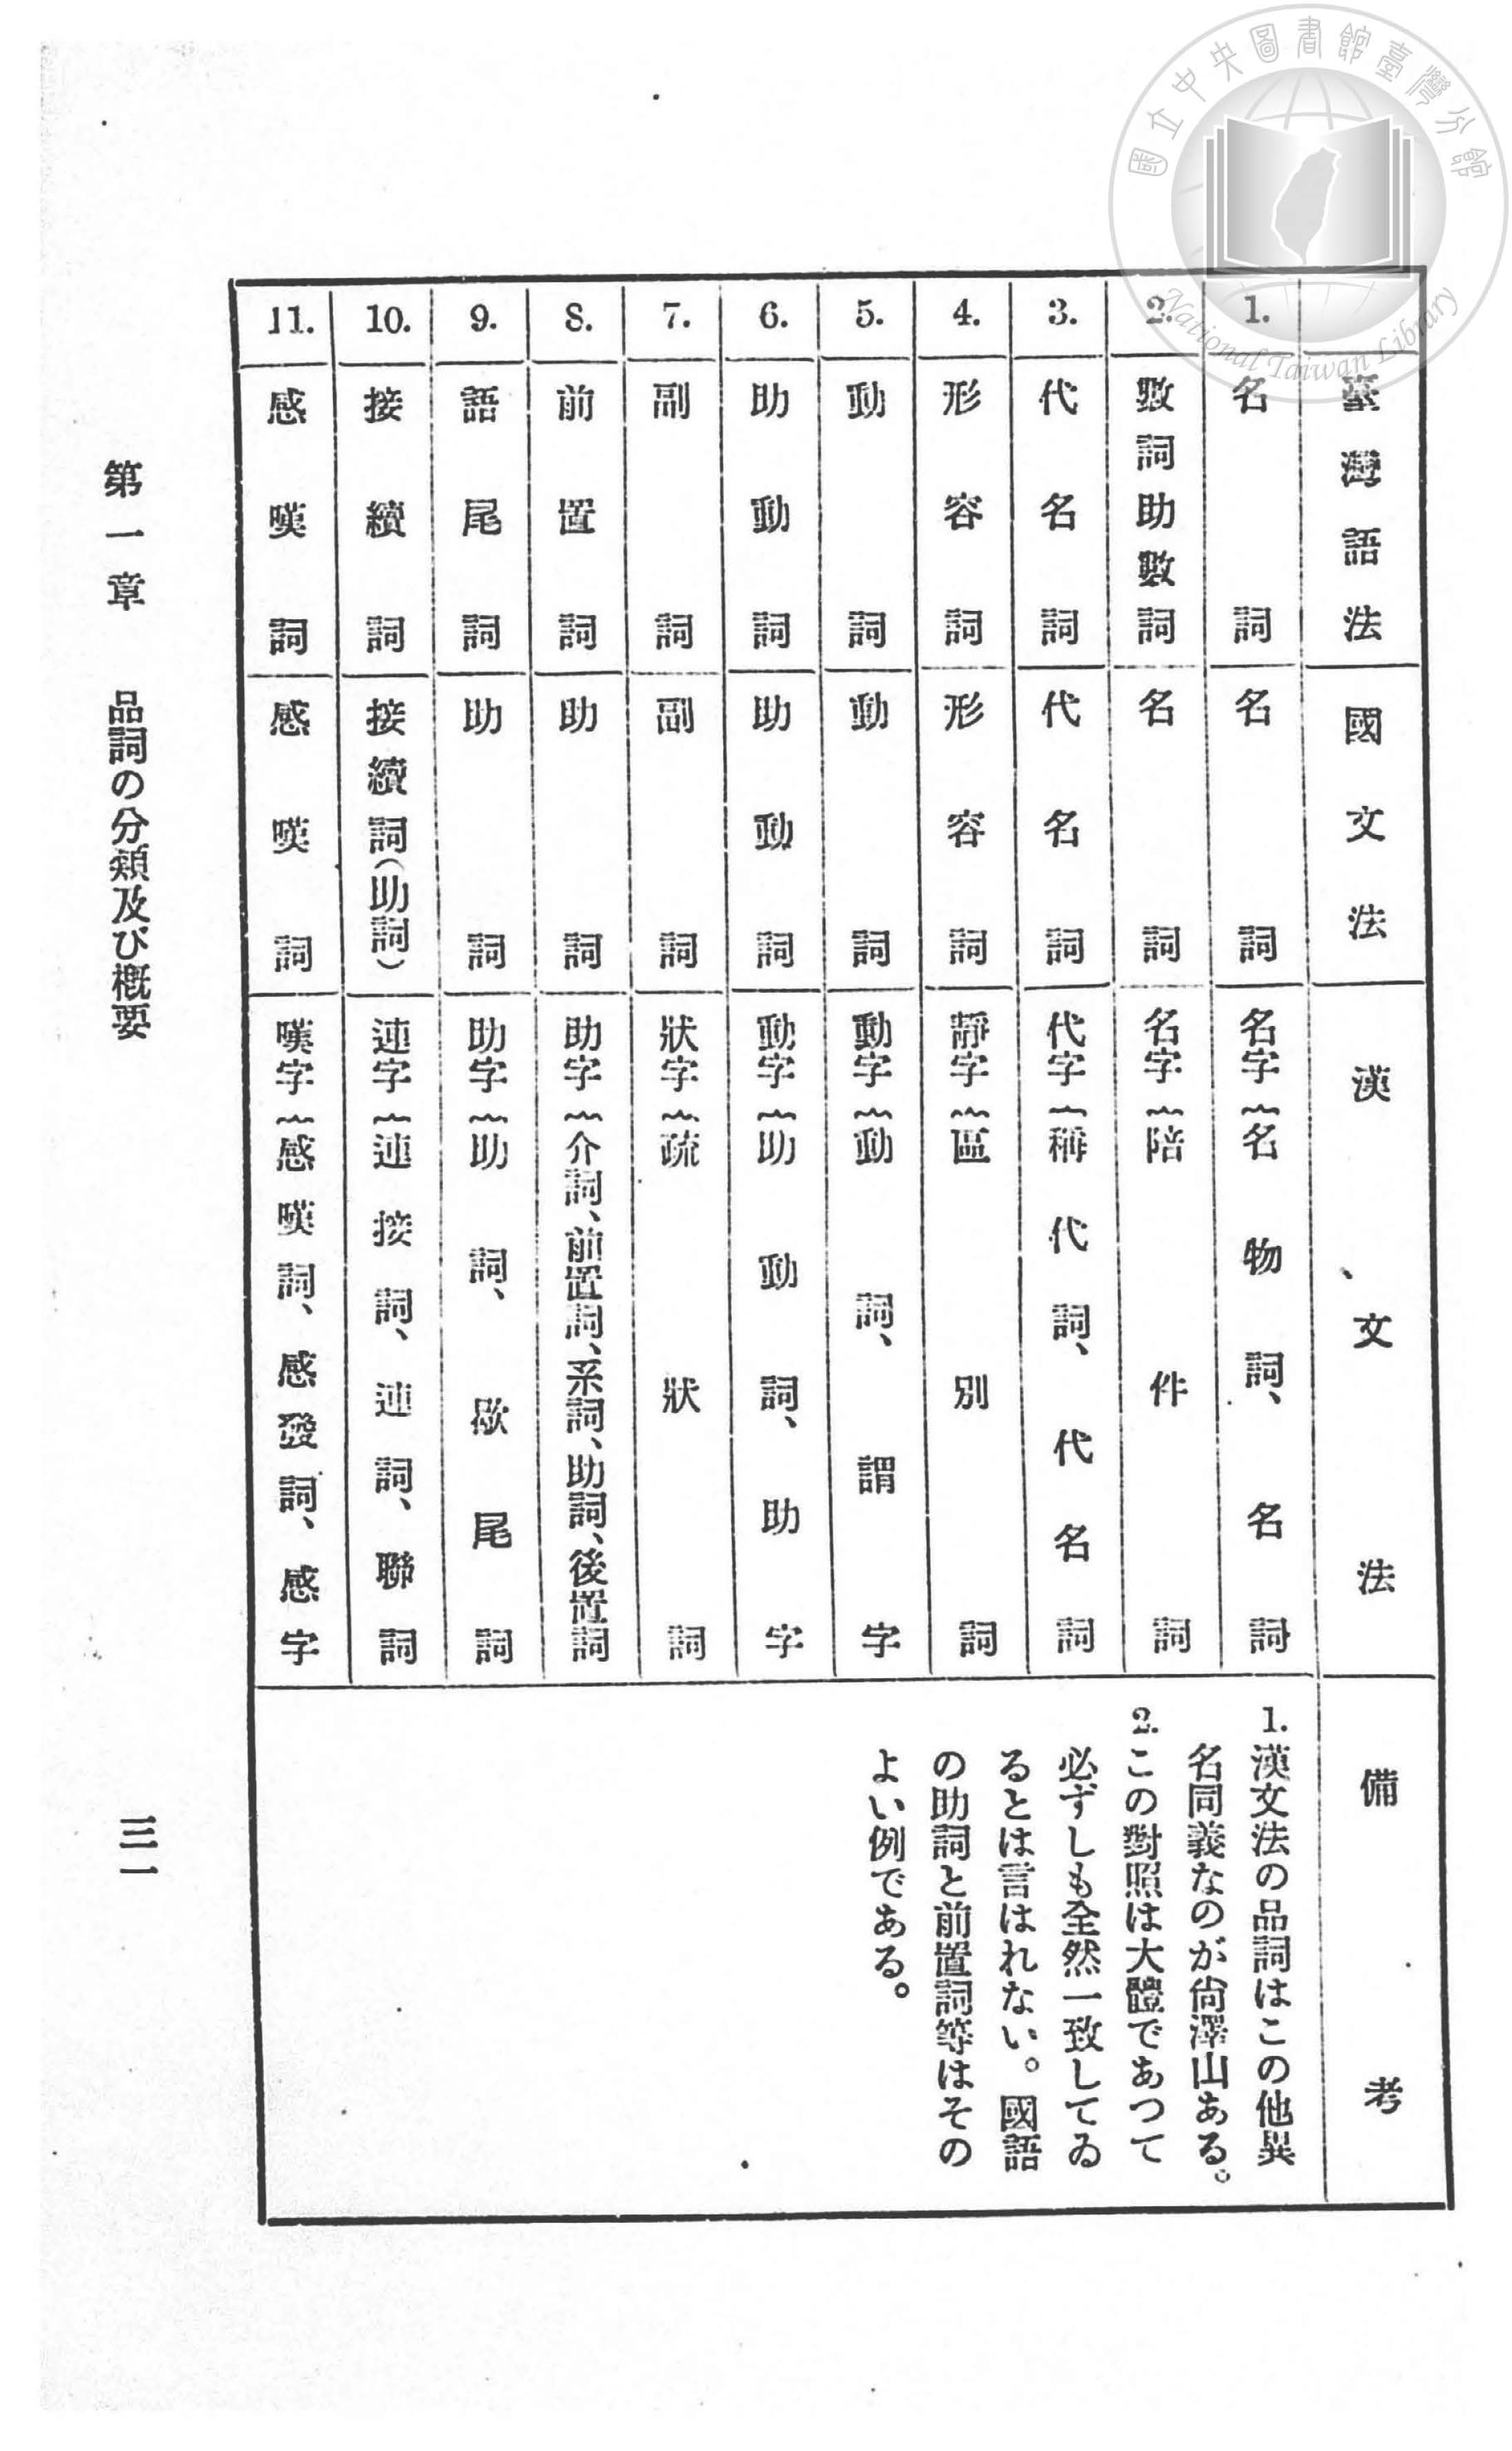 國立中央圖書館臺灣分館
National Taiwan Library
臺灣語法 國文法 漢文法 備考
1. 名詞 名詞 名字{名物詞、名詞
2. 數詞助數詞 名詞 名字{陪件詞
3. 代名詞 代名詞 代字{稱代詞、代名詞
4. 形容詞 形容詞 靜字{區別詞
5. 動詞 動詞 動字{動詞、謂字
6. 助動詞 助動詞 動字{助動詞、助字
7. 副詞 副詞 狀字{疏狀詞
8. 前置詞 助詞 助字{介詞、前置詞、系詞、助詞、後置詞
9. 語尾詞 助詞 助字{助詞、歇尾詞
10. 接續詞 接續詞(助詞) 連字{連接詞、連詞、聯詞
11. 感嘆詞 感嘆詞 嘆字{感嘆詞、感發詞、感字
1. 漢文法の品詞はこの他異
名同義なのが尙澤山ある。
2. この對照は大體であつて
必ずしも全然一致してゐ
るとは言はれない。國語
の助詞と前置詞等はその
よい例である。
第一章 品詞の分類及び概要
三一